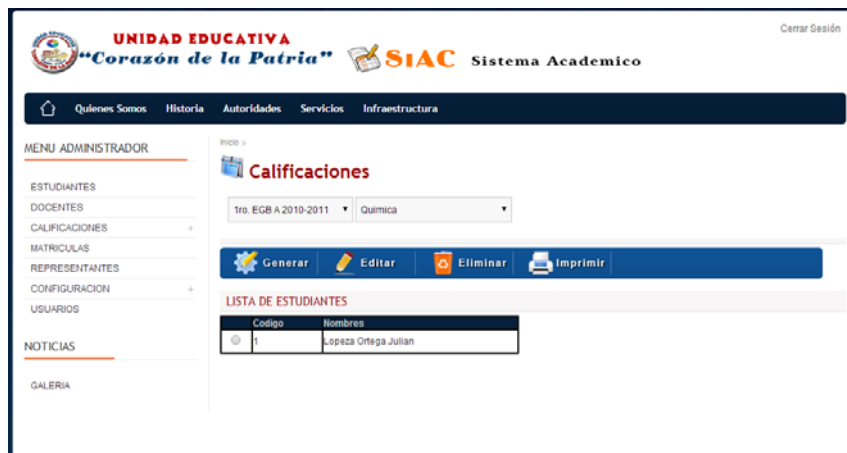 Cerrar Sesión
UNIDAD EDUCATIVA
"Corazón de la Patria"
SIAC Sistema Academico
Quienes Somos Historia Autoridades Servicios Infraestructura
MENU ADMINISTRADOR
ESTUDIANTES
DOCENTES
CALIFICACIONES +
MATRICULAS
REPRESENTANTES
CONFIGURACION +
USUARIOS
NOTICIAS
GALERIA
Inicio >
Calificaciones
1ro. EGB A 2010-2011 Quimica
Generar Editar Eliminar Imprimir
LISTA DE ESTUDIANTES
Codigo Nombres
1 Lopeza Ortega Julian